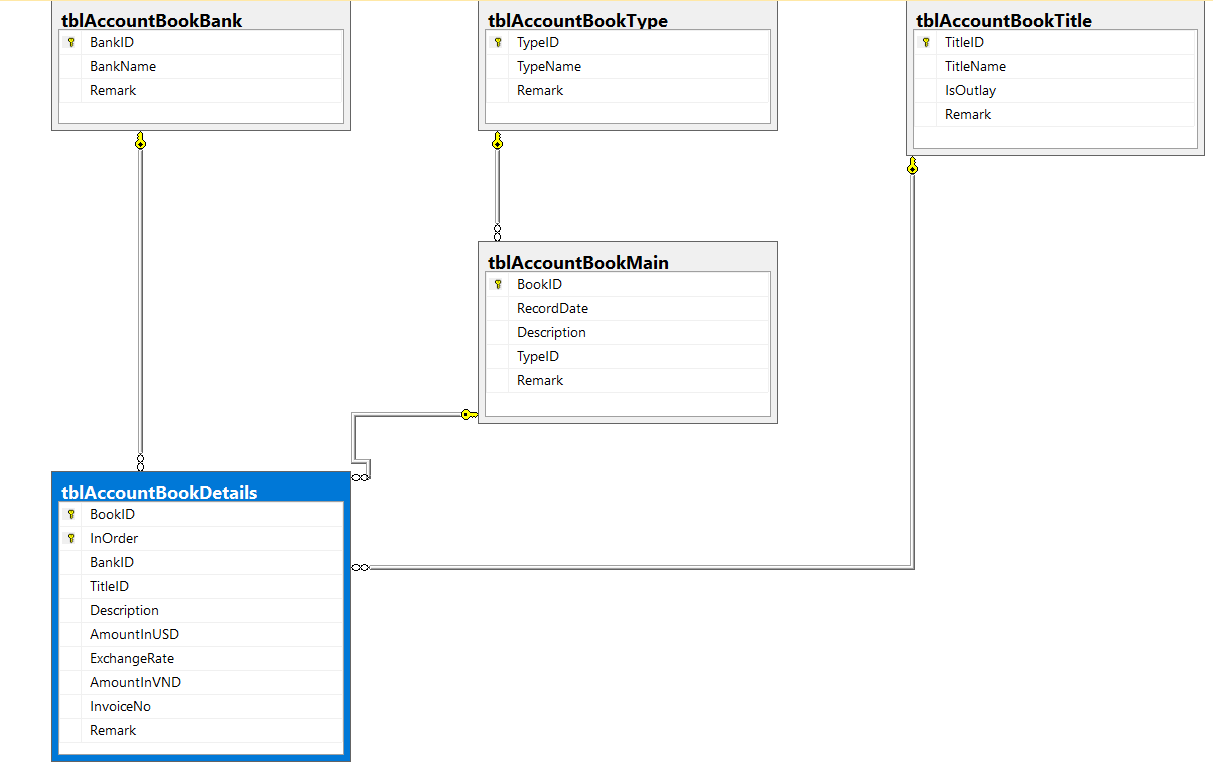 tblAccountBookBank
BankID
BankName
Remark
tblAccountBookType
TypeID
TypeName
Remark
tblAccountBookTitle
TitleID
TitleName
IsOutlay
Remark
tblAccountBookMain
BookID
RecordDate
Description
TypeID
Remark
tblAccountBookDetails
BookID
InOrder
BankID
TitleID
Description
AmountInUSD
ExchangeRate
AmountInVND
InvoiceNo
Remark